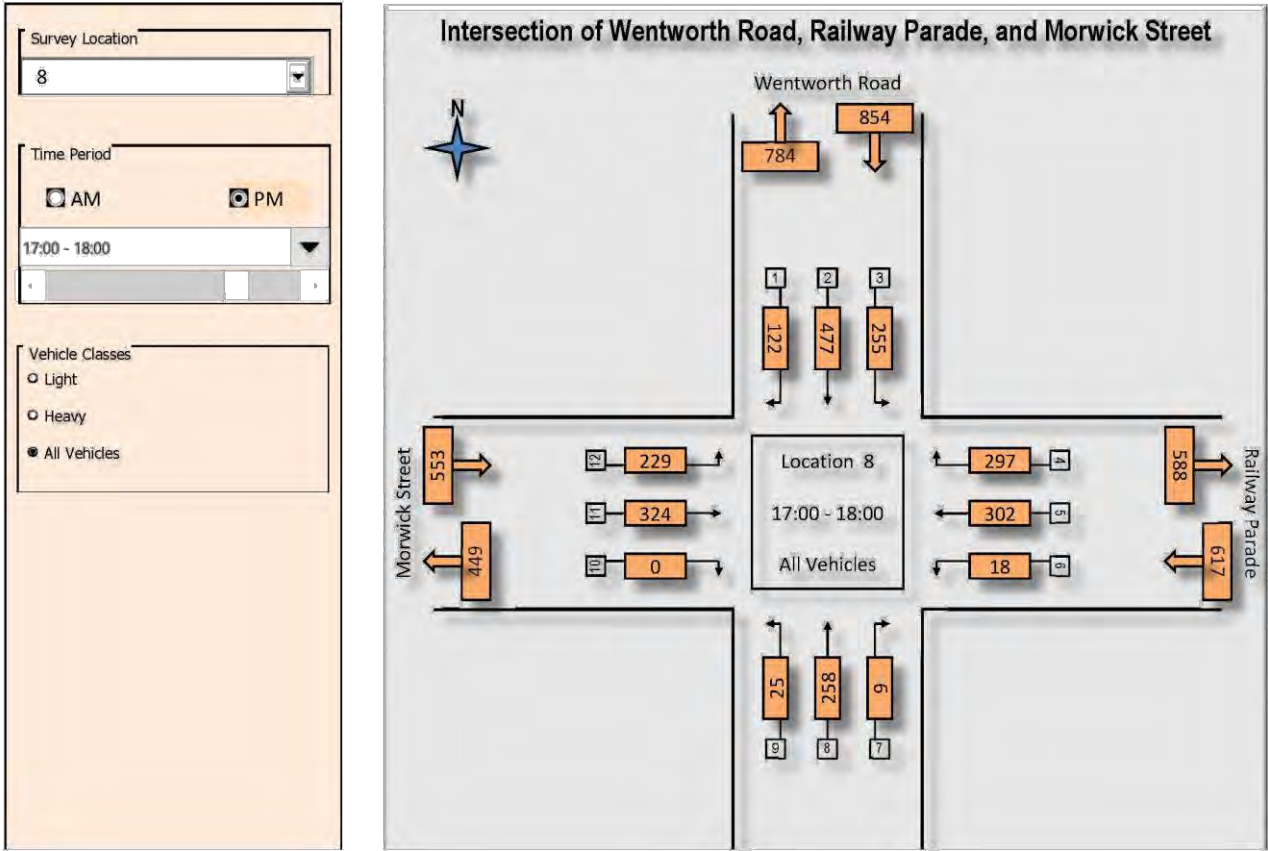 Survey Location
8
Time Period
AM
PM
17:00 - 18:00
Vehicle Classes
Light
Heavy
All Vehicles
Intersection of Wentworth Road, Railway Parade, and Morwick Street
N
Wentworth Road
784
854
1
2
3
122
477
255
Morwick Street
553
449
12
229
11
324
10
0
Location 8
17:00 - 18:00
All Vehicles
297
4
302
5
18
6
588
617
Railway Parade
25
258
9
9
8
7